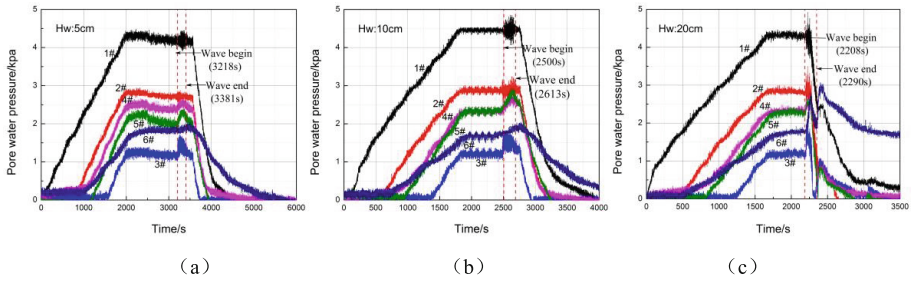 Hw:5cm
Pore water pressure/kpa
5
4
3
2
1
0
1#
2#
4#
5#
6#
3#
Wave begin
(3218s)
Wave end
(3381s)
0 1000 2000 3000 4000 5000 6000
Time/s
(a)
Hw:10cm
Pore water pressure/kpa
5
4
3
2
1
0
1#
2#
4#
5#
6#
3#
Wave begin
(2500s)
Wave end
(2613s)
0 500 1000 1500 2000 2500 3000 3500 4000
Time/s
(b)
Hw:20cm
Pore water pressure/kpa
5
4
3
2
1
0
1#
2#
4#
5#
6#
3#
Wave begin
(2208s)
Wave end
(2290s)
0 500 1000 1500 2000 2500 3000 3500
Time/s
(c)